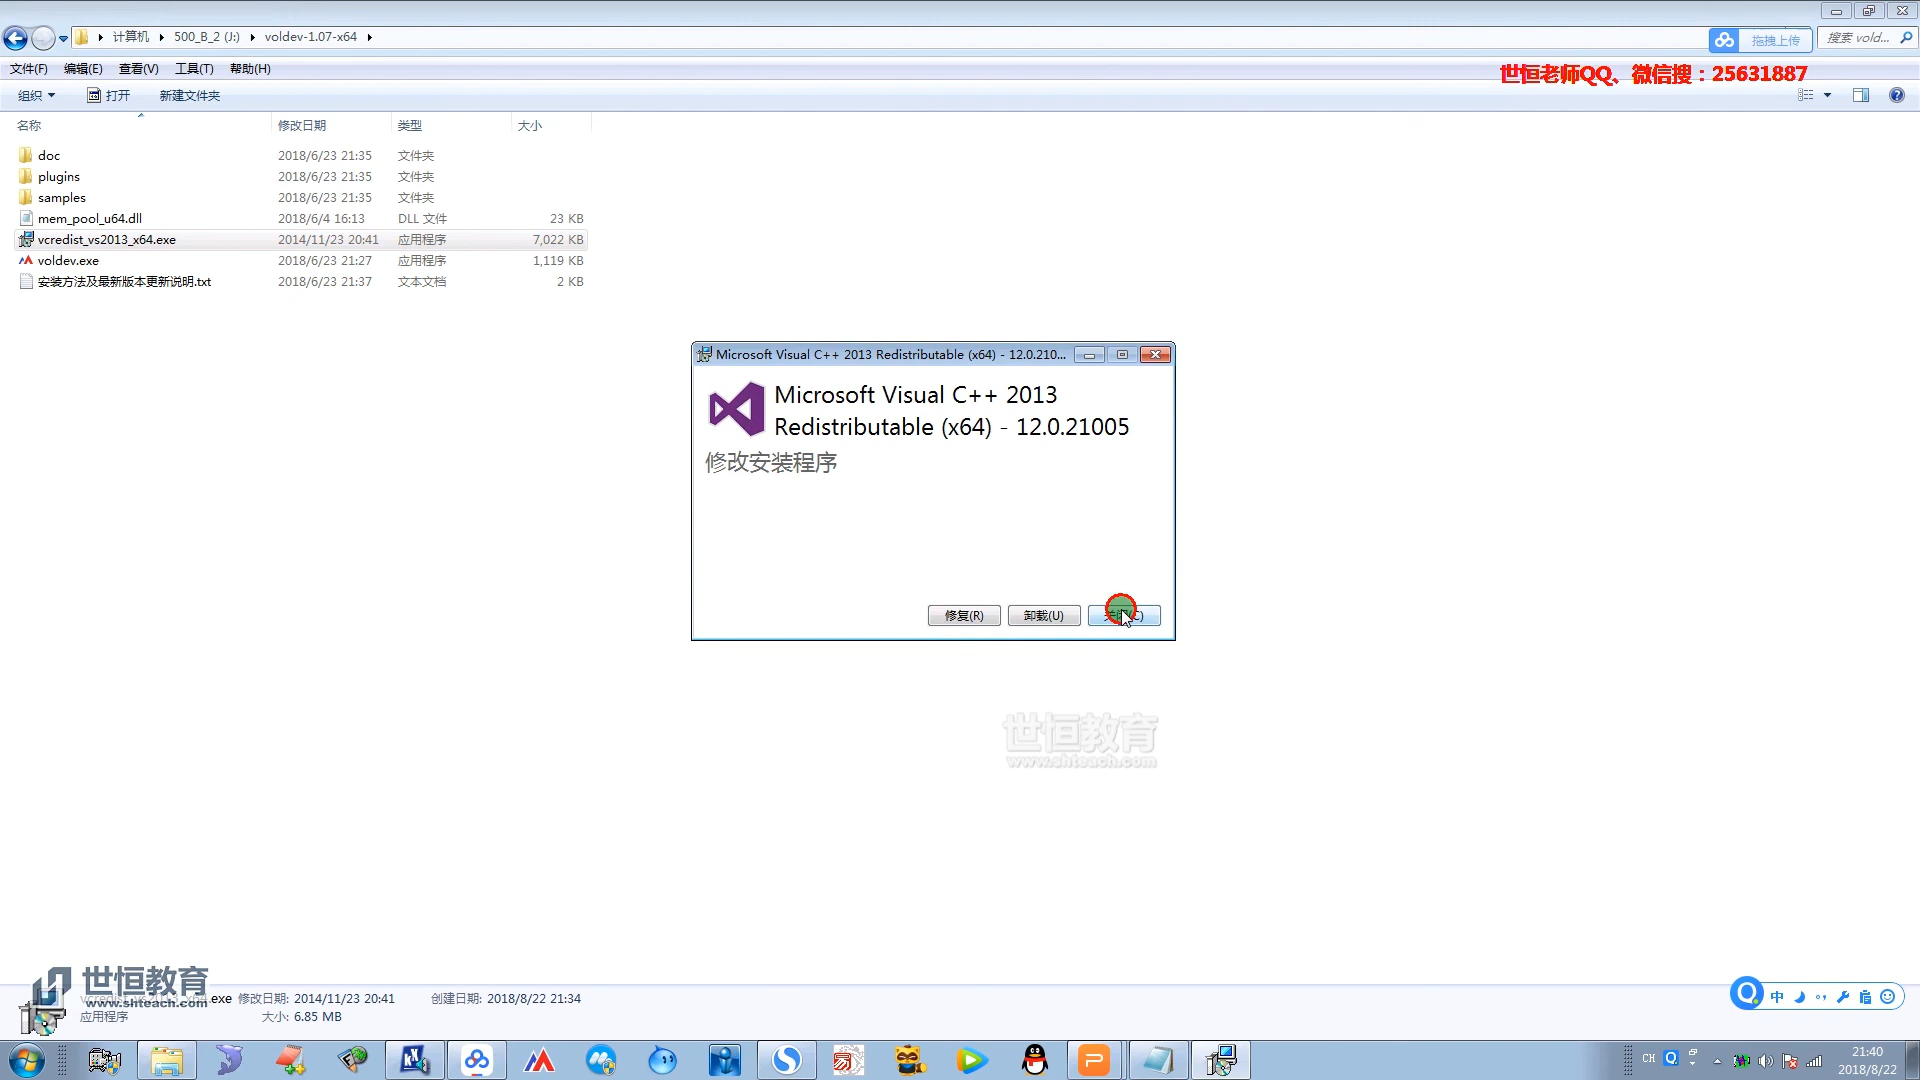 计算机 500_B_2 (J:) voldev-1.07-x64
拖拽上传
搜索 vold...
文件(F) 编辑(E) 查看(V) 工具(T) 帮助(H)
世恒老师QQ、微信搜：25631887
组织 打开 新建文件夹
名称 修改日期 类型 大小
doc 2018/6/23 21:35 文件夹
plugins 2018/6/23 21:35 文件夹
samples 2018/6/23 21:35 文件夹
mem_pool_u64.dll 2018/6/4 16:13 DLL 文件 23 KB
vcredist_vs2013_x64.exe 2014/11/23 20:41 应用程序 7,022 KB
voldev.exe 2018/6/23 21:27 应用程序 1,119 KB
安装方法及最新版本更新说明.txt 2018/6/23 21:37 文本文档 2 KB
Microsoft Visual C++ 2013 Redistributable (x64) - 12.0.210...
Microsoft Visual C++ 2013
Redistributable (x64) - 12.0.21005
修改安装程序
修复(R) 卸载(U)
世恒教育
www.shteach.com
世恒教育
www.shteach.com
vcredist_vs2013_x64.exe 修改日期: 2014/11/23 20:41 创建日期: 2018/8/22 21:34
应用程序 大小: 6.85 MB
中
CH
21:40
2018/8/22